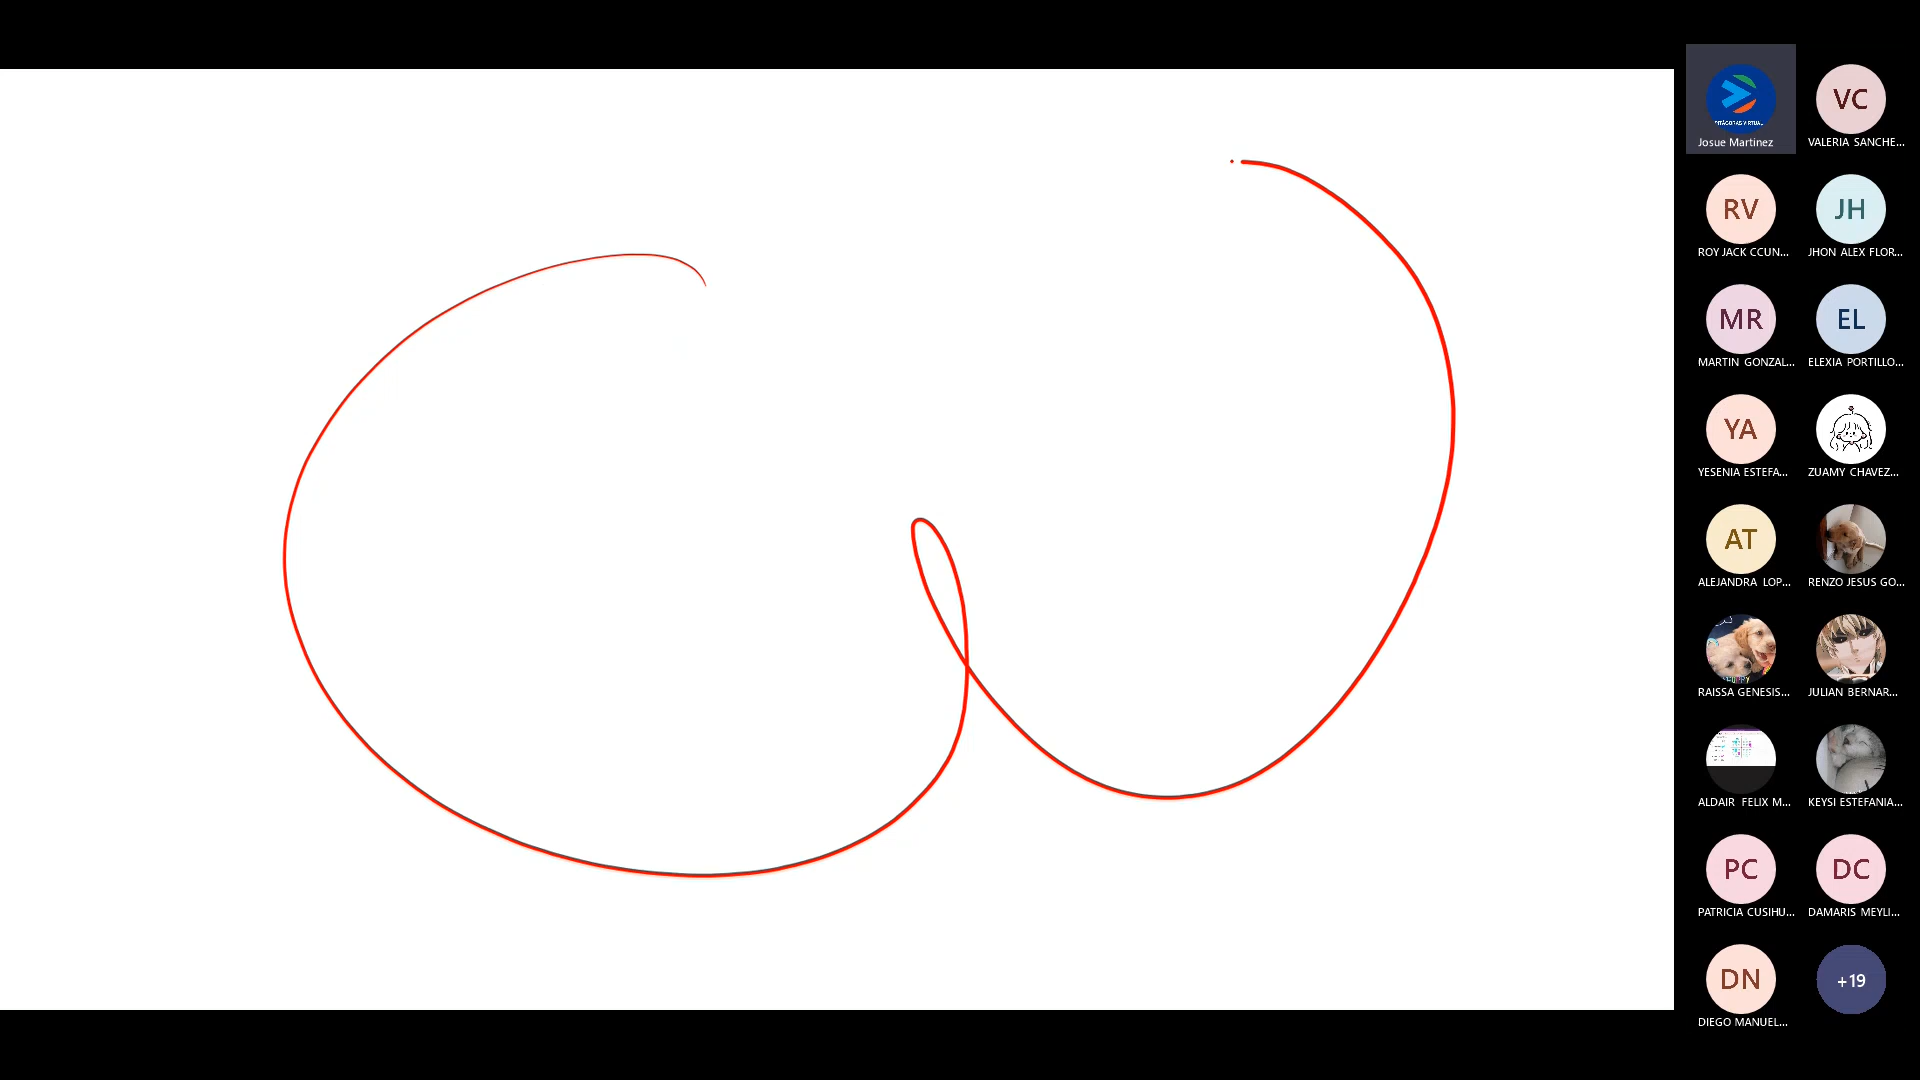 PITÁGORAS VIRTUAL
Josue Martinez
VC
VALERIA SANCHE...
RV
ROY JACK CCUN...
JH
JHON ALEX FLOR...
MR
MARTIN GONZAL...
EL
ELEXIA PORTILLO...
YA
YESENIA ESTEFA...
ZUAMY CHAVEZ...
AT
ALEJANDRA LOP...
RENZO JESUS GO...
RAISSA GENESIS...
JULIAN BERNAR...
ALDAIR FELIX M...
KEYSI ESTEFANIA...
PC
PATRICIA CUSIHU...
DC
DAMARIS MEYLI...
DN
DIEGO MANUEL...
+19